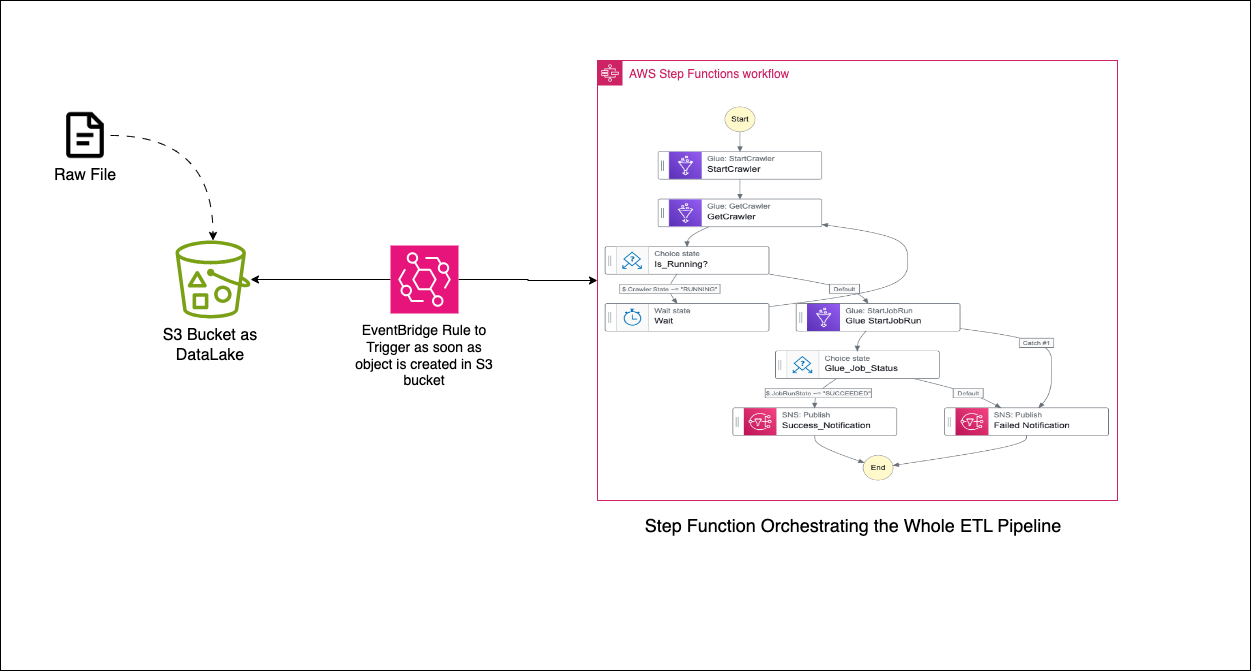 AWS Step Functions workflow
Raw File
S3 Bucket as
DataLake
EventBridge Rule to
Trigger as soon as
object is created in S3
bucket
Start
Glue: StartCrawler
StartCrawler
Glue: GetCrawler
GetCrawler
Choice state
Is_Running?
$.Crawler.State == "RUNNING"
Default
Wait state
Wait
Glue: StartJobRun
Glue StartJobRun
Catch #1
Choice state
Glue_Job_Status
$.JobRunState == "SUCCEEDED"
Default
SNS: Publish
Success_Notification
SNS: Publish
Failed Notification
End
Step Function Orchestrating the Whole ETL Pipeline